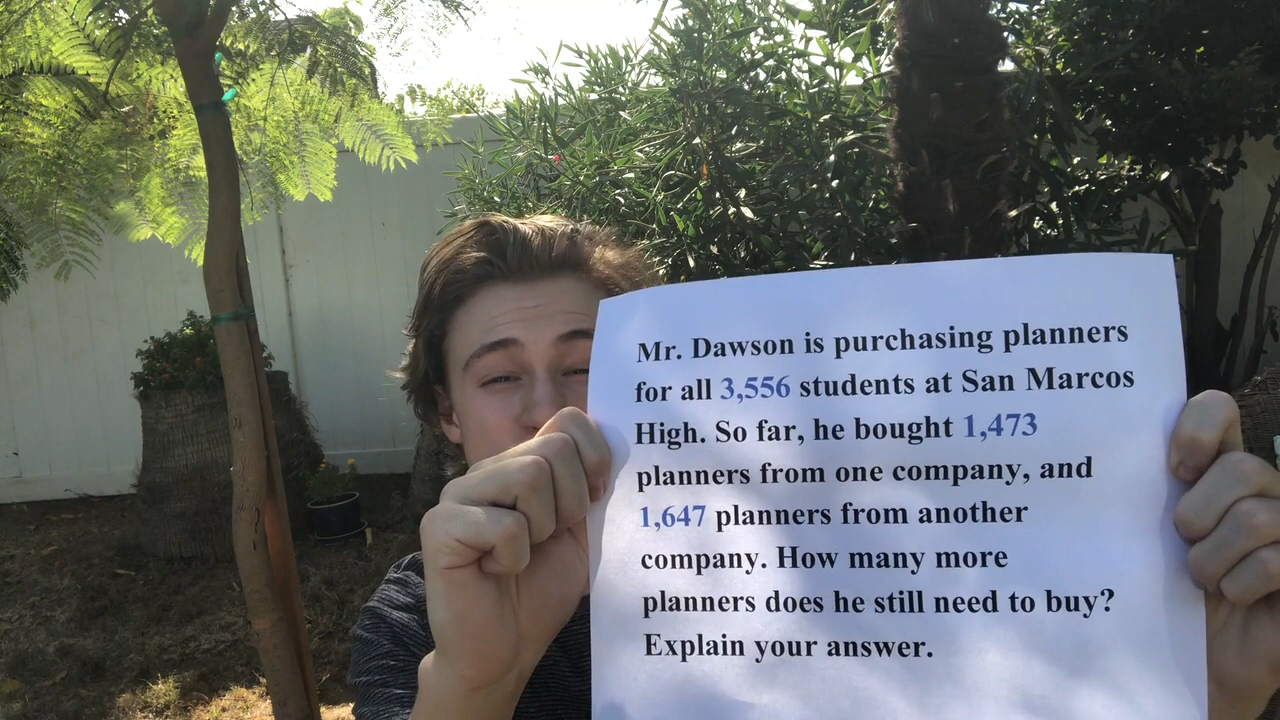 Mr. Dawson is purchasing planners
for all 3,556 students at San Marcos
High. So far, he bought 1,473
planners from one company, and
1,647 planners from another
company. How many more
planners does he still need to buy?
Explain your answer.